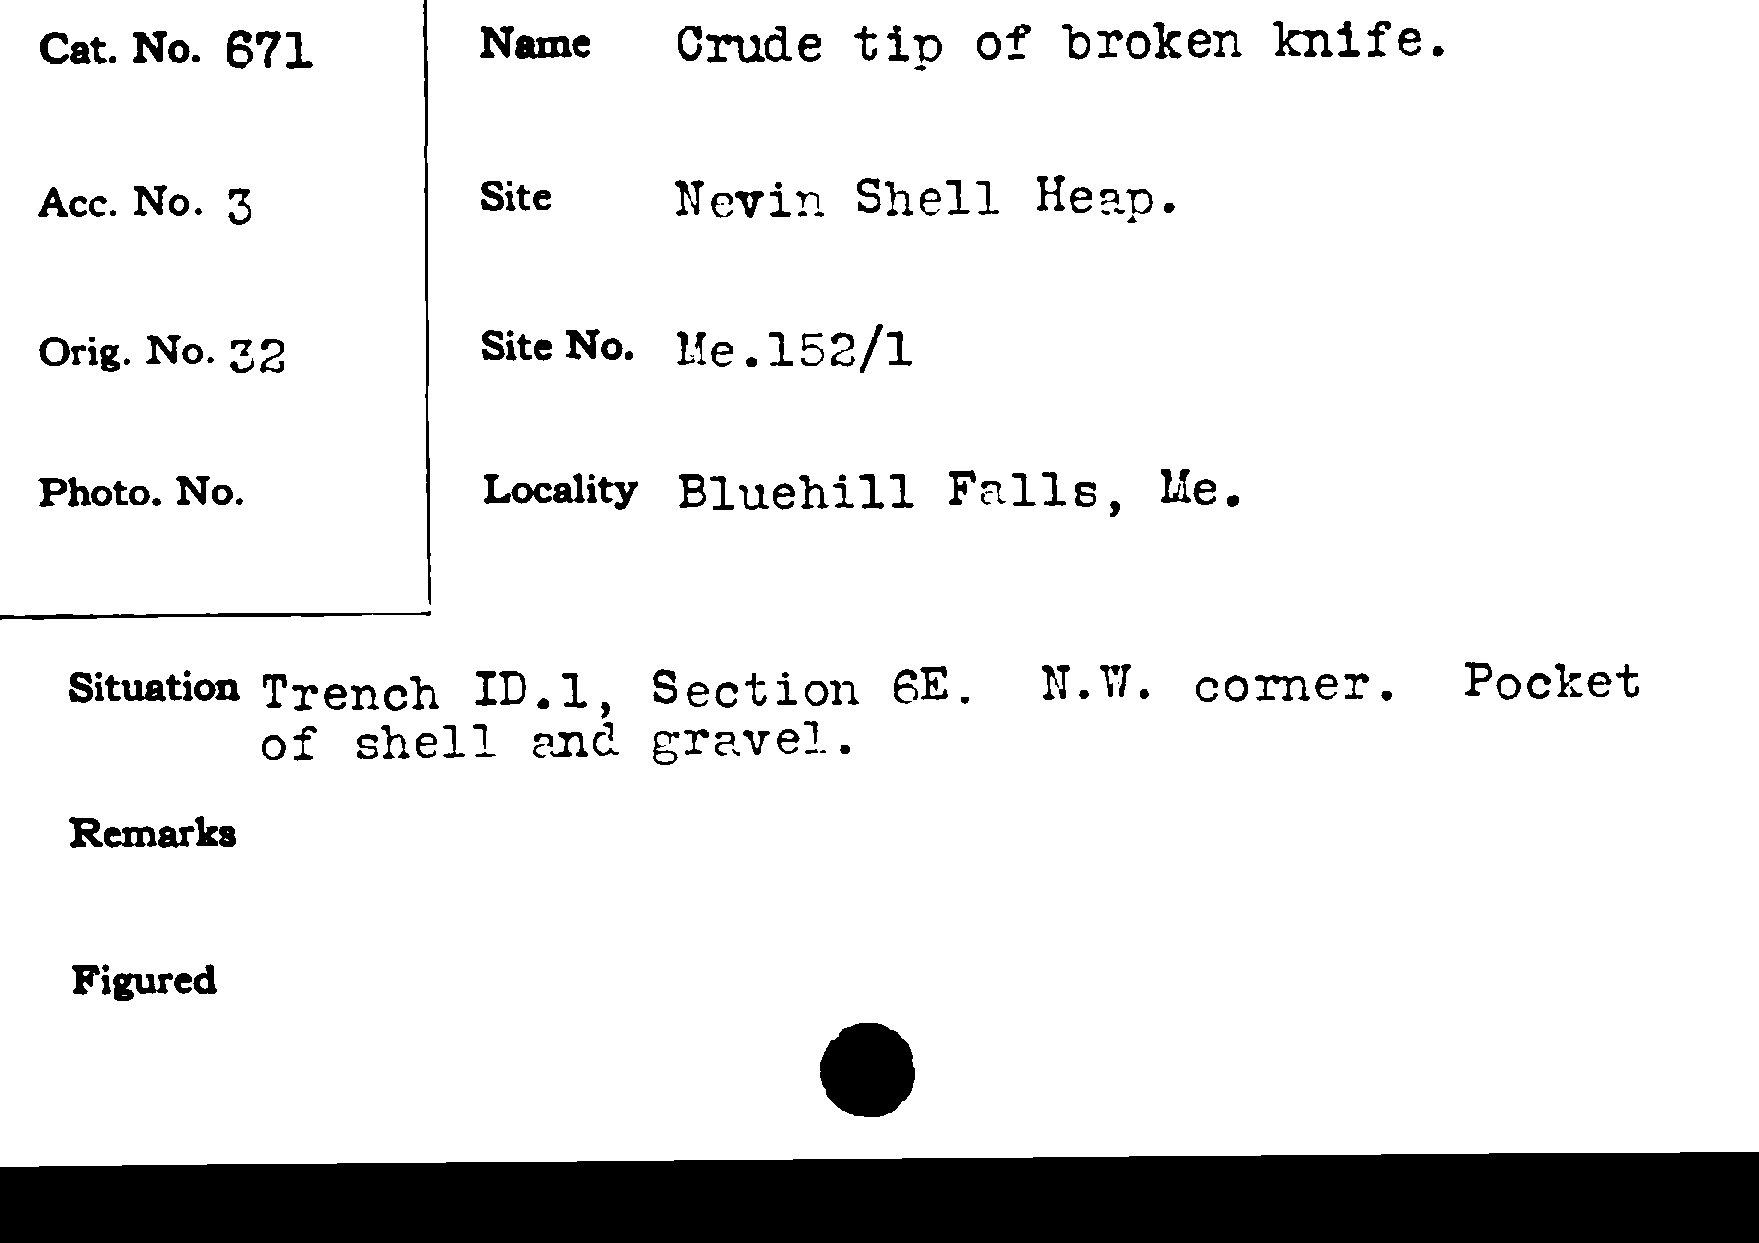 Cat. No. 671
Name Crude tip of broken knife.
Acc. No. 3
Site Nevin Shell Heap.
Orig. No. 32
Site No. Me.152/1
Photo. No.
Locality Bluehill Falls, Me.
Situation Trench ID.1, Section 6E. N.W. corner. Pocket
of shell and gravel.
Remarks
Figured